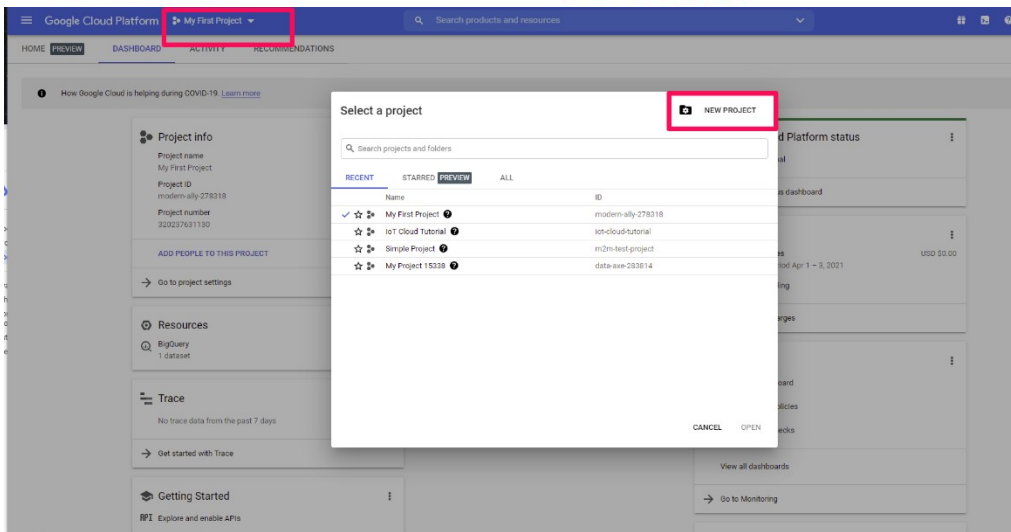 Google Cloud Platform My First Project Search products and resources
HOME PREVIEW DASHBOARD ACTIVITY RECOMMENDATIONS
How Google Cloud is helping during COVID-19. Learn more
Project info
Project name
My First Project
Project ID
modern-ally-278318
Project number
320237631130
ADD PEOPLE TO THIS PROJECT
Go to project settings
Resources
BigQuery
1 dataset
Trace
No trace data from the past 7 days
Get started with Trace
Getting Started
API Explore and enable APIs
Select a project NEW PROJECT
Search projects and folders
RECENT STARRED PREVIEW ALL
Name ID
My First Project modern-ally-278318
IoT Cloud Tutorial iot-cloud-tutorial
Simple Project m2m-test-project
My Project 15338 data-axe-283814
CANCEL OPEN
d Platform status
al
us dashboard
es USD $0.00
iod Apr 1 – 3, 2021
ling
arges
oard
olicies
ecks
View all dashboards
Go to Monitoring